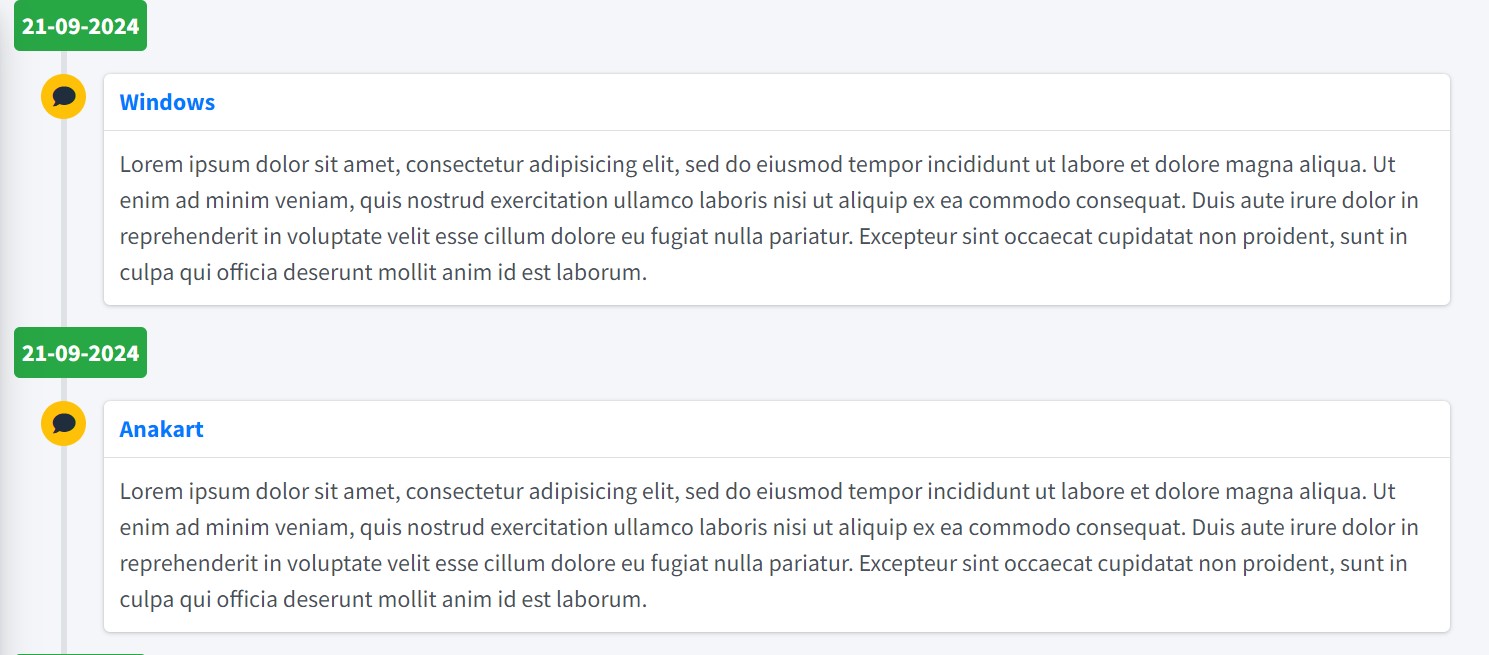 21-09-2024
Windows
Lorem ipsum dolor sit amet, consectetur adipisicing elit, sed do eiusmod tempor incididunt ut labore et dolore magna aliqua. Ut
enim ad minim veniam, quis nostrud exercitation ullamco laboris nisi ut aliquip ex ea commodo consequat. Duis aute irure dolor in
reprehenderit in voluptate velit esse cillum dolore eu fugiat nulla pariatur. Excepteur sint occaecat cupidatat non proident, sunt in
culpa qui officia deserunt mollit anim id est laborum.
21-09-2024
Anakart
Lorem ipsum dolor sit amet, consectetur adipisicing elit, sed do eiusmod tempor incididunt ut labore et dolore magna aliqua. Ut
enim ad minim veniam, quis nostrud exercitation ullamco laboris nisi ut aliquip ex ea commodo consequat. Duis aute irure dolor in
reprehenderit in voluptate velit esse cillum dolore eu fugiat nulla pariatur. Excepteur sint occaecat cupidatat non proident, sunt in
culpa qui officia deserunt mollit anim id est laborum.